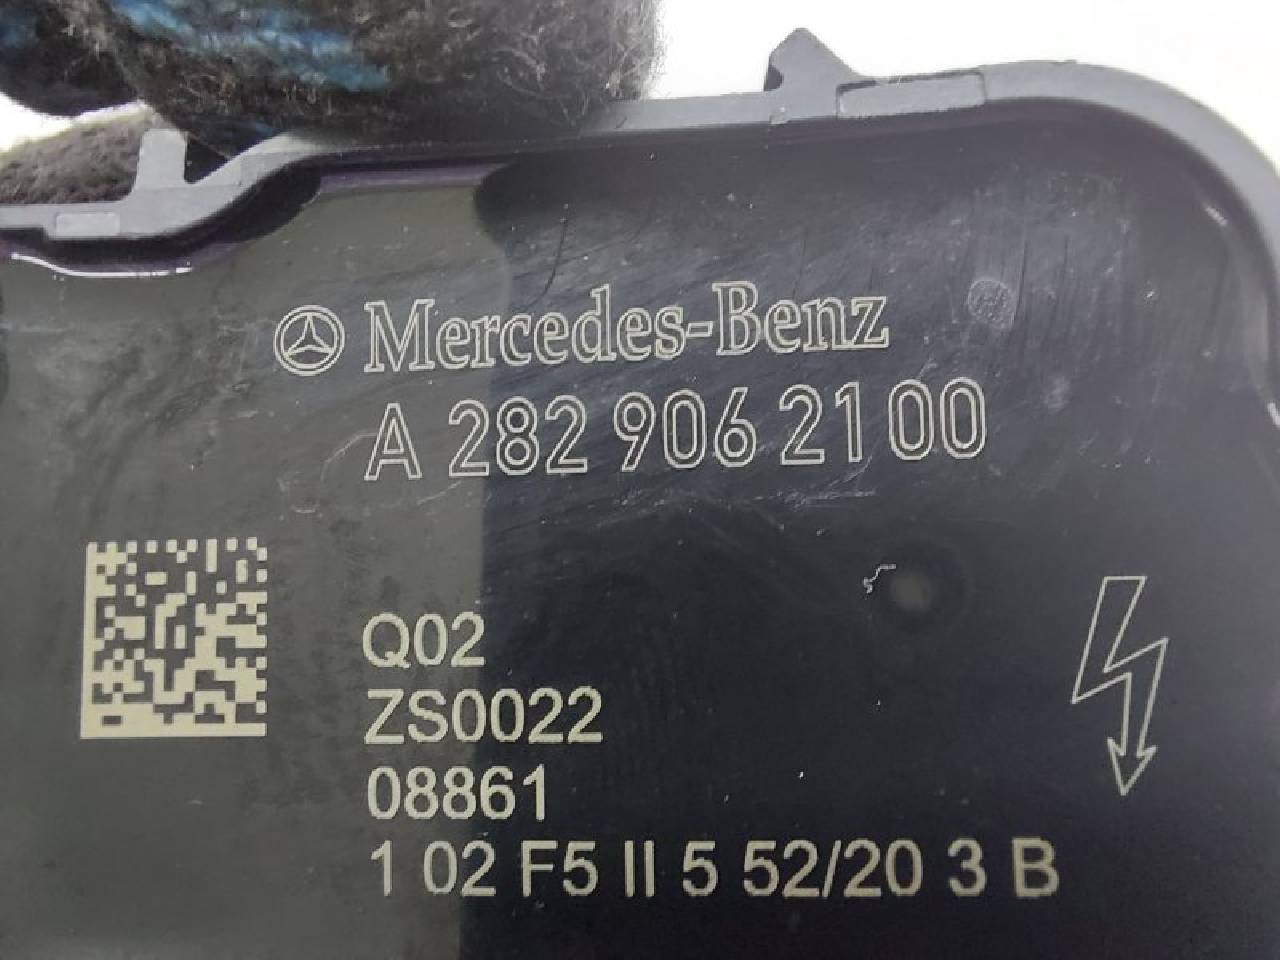 Mercedes-Benz
A 282 906 21 00
Q02
ZS0022
08861
1 02 F5 II 5 52/20 3 B